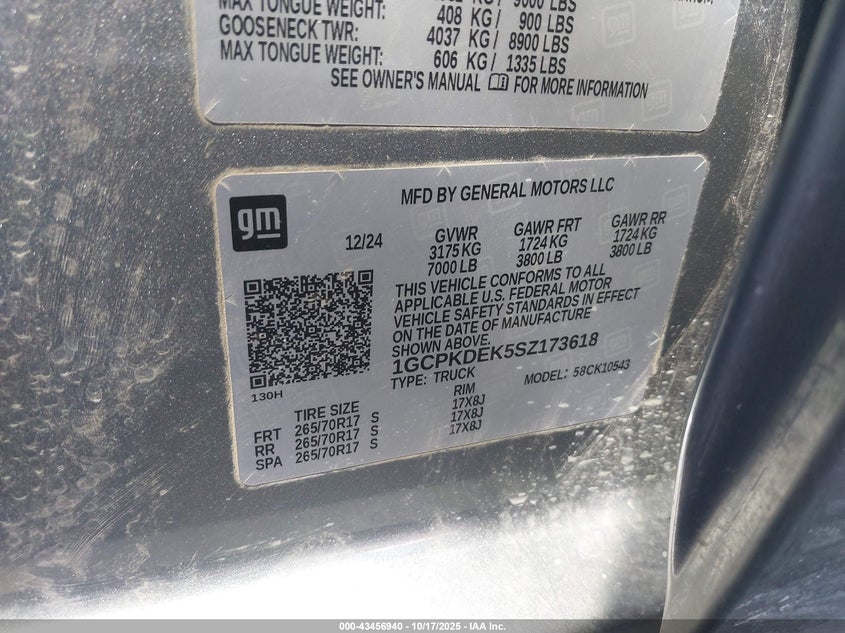 MAX TONGUE WEIGHT: 9000 LBS
408 KG / 900 LBS
GOOSENECK TWR: 4037 KG / 8900 LBS
MAX TONGUE WEIGHT: 606 KG / 1335 LBS
SEE OWNER'S MANUAL FOR MORE INFORMATION
gm
MFD BY GENERAL MOTORS LLC
12/24
GVWR GAWR FRT GAWR RR
3175 KG 1724 KG 1724 KG
7000 LB 3800 LB 3800 LB
THIS VEHICLE CONFORMS TO ALL
APPLICABLE U.S. FEDERAL MOTOR
VEHICLE SAFETY STANDARDS IN EFFECT
ON THE DATE OF MANUFACTURE
SHOWN ABOVE.
1GCPKDEK5SZ173618
TYPE: TRUCK MODEL: 58CK10543
130H
TIRE SIZE RIM
FRT 265/70R17 S 17X8J
RR 265/70R17 S 17X8J
SPA 265/70R17 S 17X8J
000-43456940 - 10/17/2025 - IAA Inc.